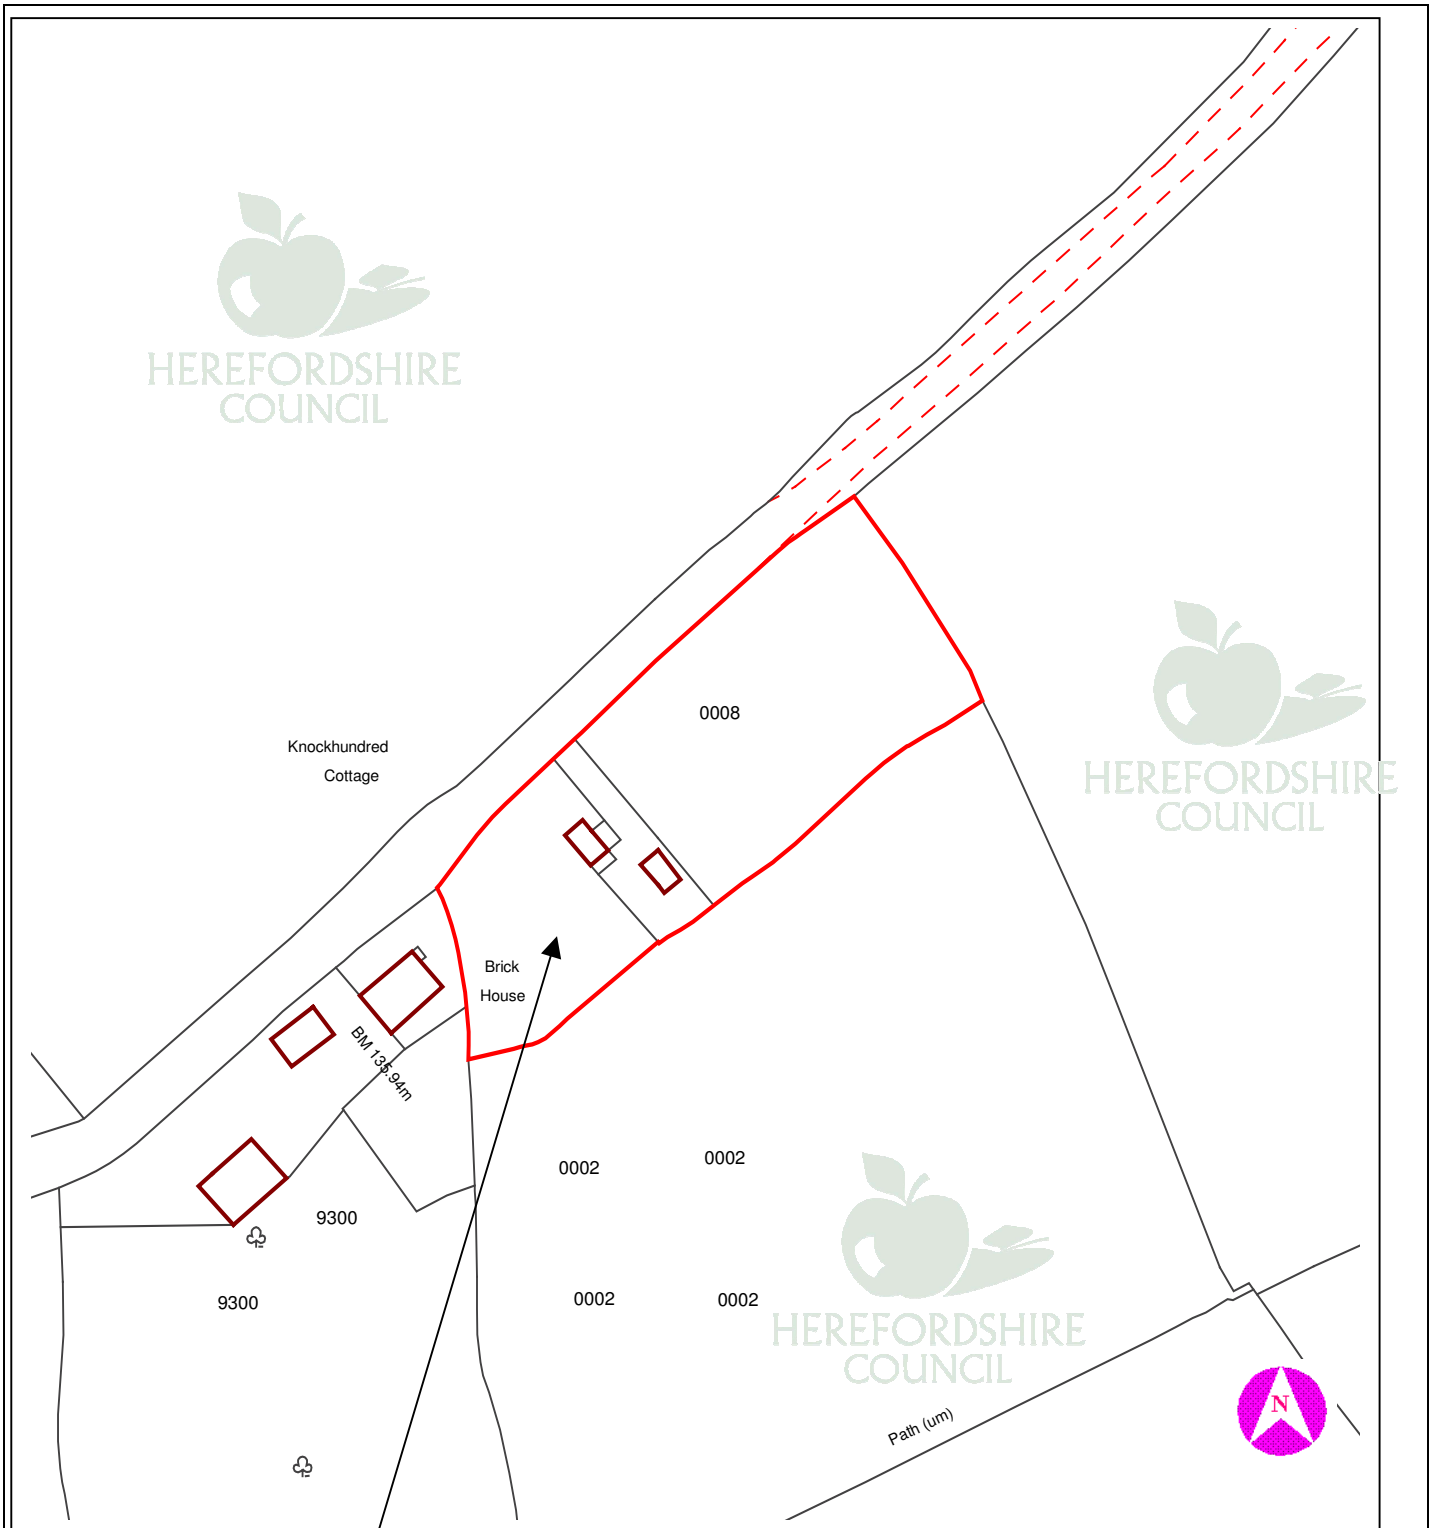 HEREFORDSHIRE
COUNCIL
0008
Knockhundred
Cottage
HEREFORDSHIRE
COUNCIL
Brick
House
BM 135.94m
0002
0002
9300
9300
0002
0002
HEREFORDSHIRE
COUNCIL
N
Path (um)